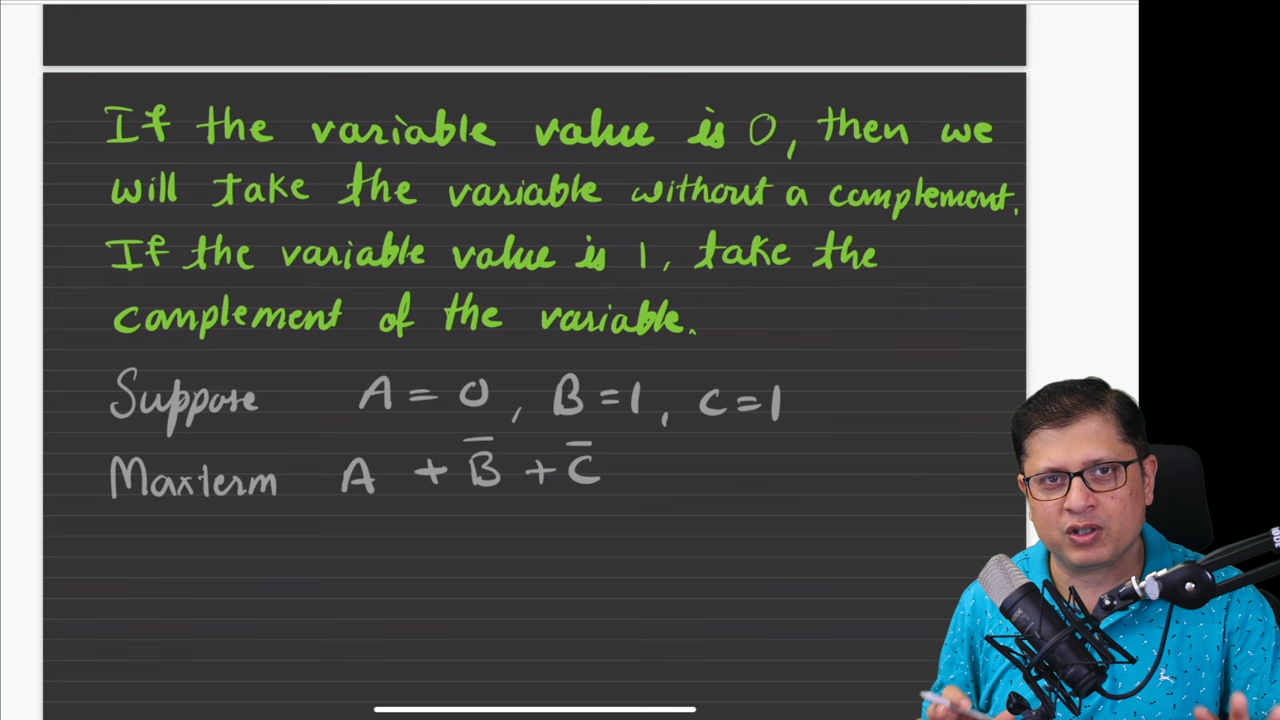 If the variable value is 0, then we
will take the variable without a complement.
If the variable value is 1, take the
complement of the variable.
Suppose A = 0, B = 1, C = 1
Maxterm A + B̅ + C̅